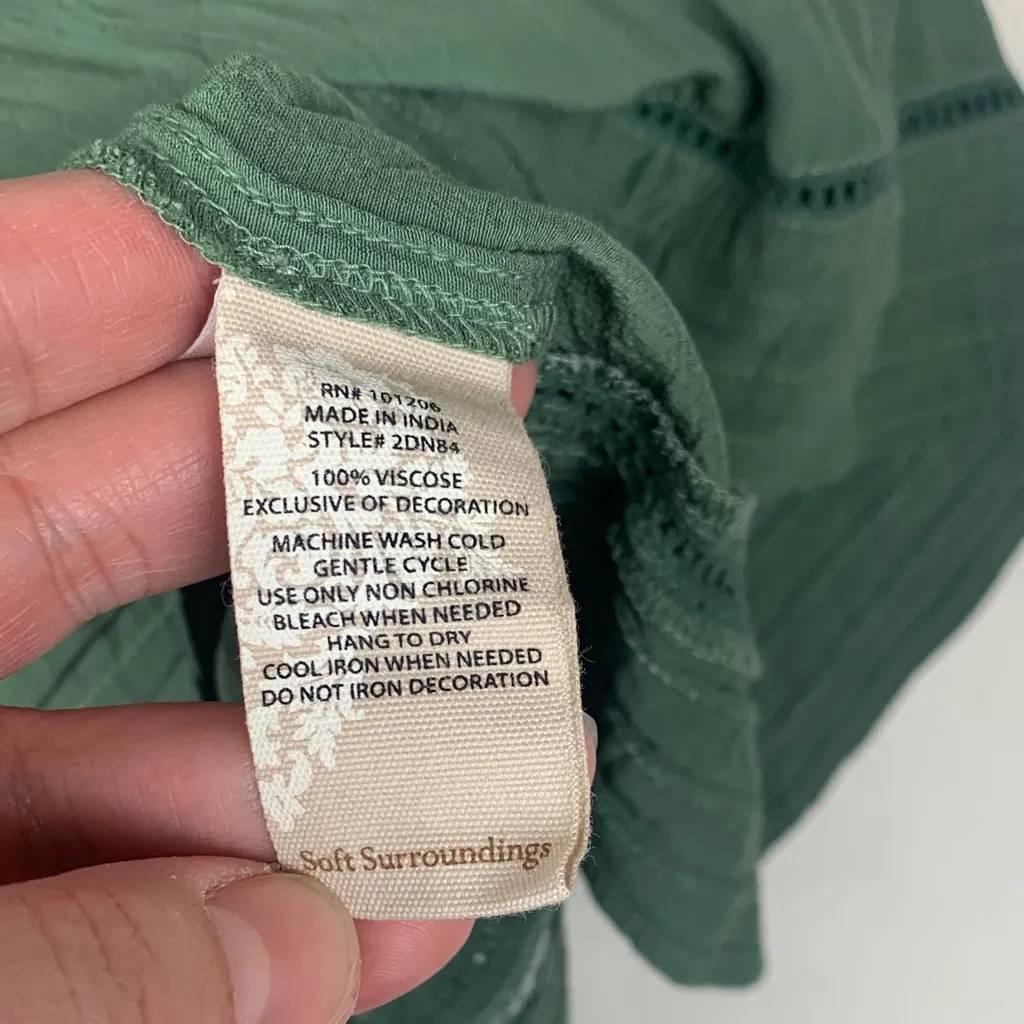 RN# 101206
MADE IN INDIA
STYLE# 2DN84
100% VISCOSE
EXCLUSIVE OF DECORATION
MACHINE WASH COLD
GENTLE CYCLE
USE ONLY NON CHLORINE
BLEACH WHEN NEEDED
HANG TO DRY
COOL IRON WHEN NEEDED
DO NOT IRON DECORATION
Soft Surroundings